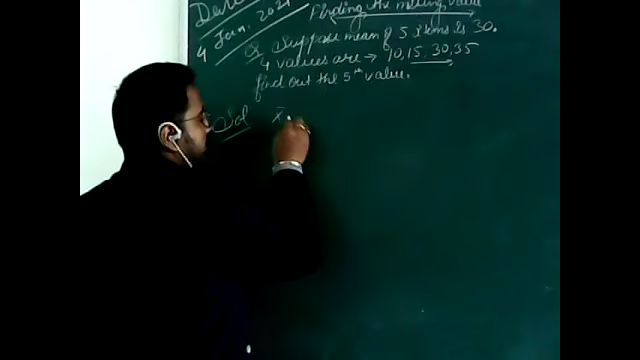 Date
4 Jan. 2021
Finding the missing value
Q Suppose mean of 5 items is 30.
4 values are → 10, 15, 30, 35
find out the 5th value.
Sol x̄